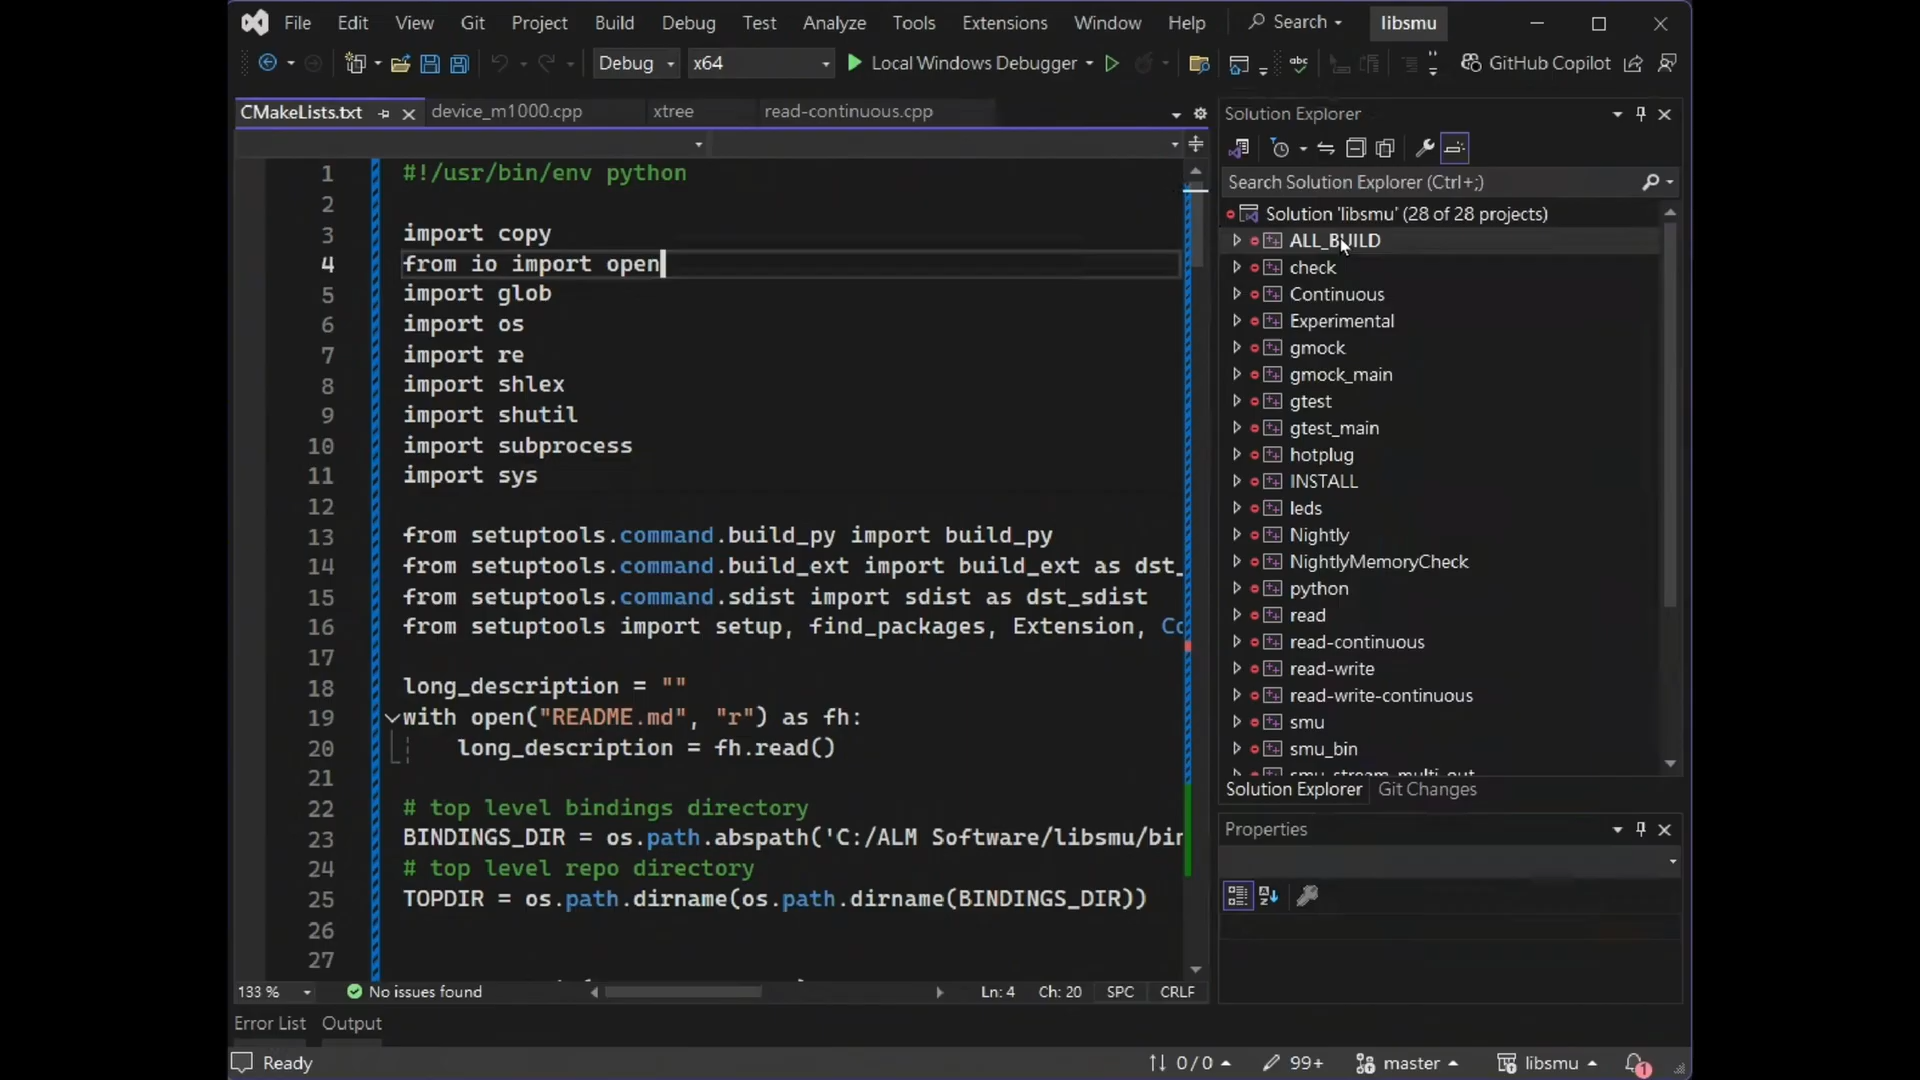 File Edit View Git Project Build Debug Test Analyze Tools Extensions Window Help Search libsmu
Debug x64 Local Windows Debugger abc GitHub Copilot
CMakeLists.txt device_m1000.cpp xtree read-continuous.cpp
1 #!/usr/bin/env python
2
3 import copy
4 from io import open
5 import glob
6 import os
7 import re
8 import shlex
9 import shutil
10 import subprocess
11 import sys
12
13 from setuptools.command.build_py import build_py
14 from setuptools.command.build_ext import build_ext as dst_
15 from setuptools.command.sdist import sdist as dst_sdist
16 from setuptools import setup, find_packages, Extension, Co
17
18 long_description = ""
19 with open("README.md", "r") as fh:
20 long_description = fh.read()
21
22 # top level bindings directory
23 BINDINGS_DIR = os.path.abspath('C:/ALM Software/libsmu/bin
24 # top level repo directory
25 TOPDIR = os.path.dirname(os.path.dirname(BINDINGS_DIR))
26
27
133 % No issues found Ln: 4 Ch: 20 SPC CRLF
Error List Output
Solution Explorer
Search Solution Explorer (Ctrl+;)
Solution 'libsmu' (28 of 28 projects)
ALL_BUILD
check
Continuous
Experimental
gmock
gmock_main
gtest
gtest_main
hotplug
INSTALL
leds
Nightly
NightlyMemoryCheck
python
read
read-continuous
read-write
read-write-continuous
smu
smu_bin
smu_stream_multi_out
Solution Explorer Git Changes
Properties
Ready 0 / 0 99+ master libsmu 1